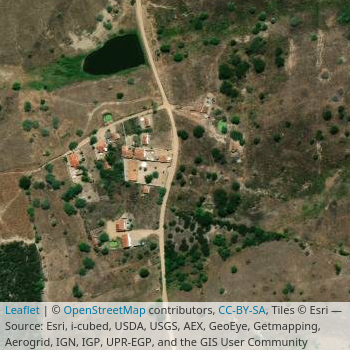 Leaflet | © OpenStreetMap contributors, CC-BY-SA, Tiles © Esri —
Source: Esri, i-cubed, USDA, USGS, AEX, GeoEye, Getmapping,
Aerogrid, IGN, IGP, UPR-EGP, and the GIS User Community